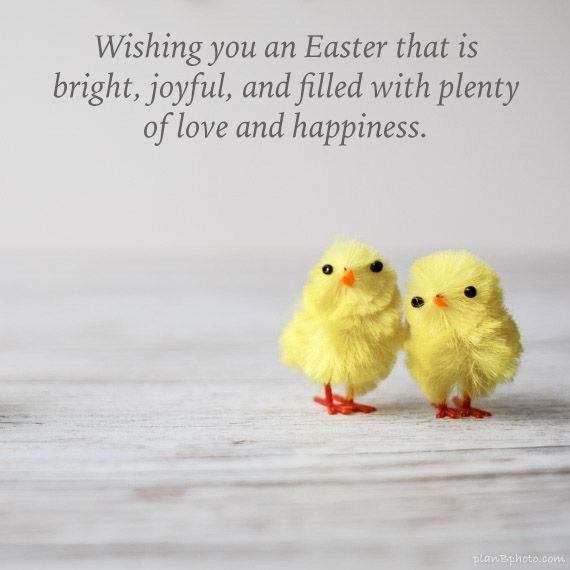 Wishing you an Easter that is
bright, joyful, and filled with plenty
of love and happiness.
planBphoto.com